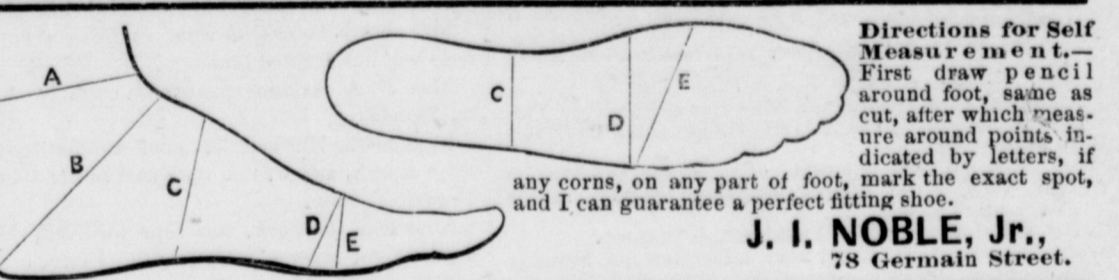 A
B
C
D
E
C
D
E
Directions for Self
Measurement.—
First draw pencil
around foot, same as
cut, after which meas-
ure around points in-
dicated by letters, if
any corns, on any part of foot, mark the exact spot,
and I can guarantee a perfect fitting shoe.
J. I. NOBLE, Jr.,
78 Germain Street.